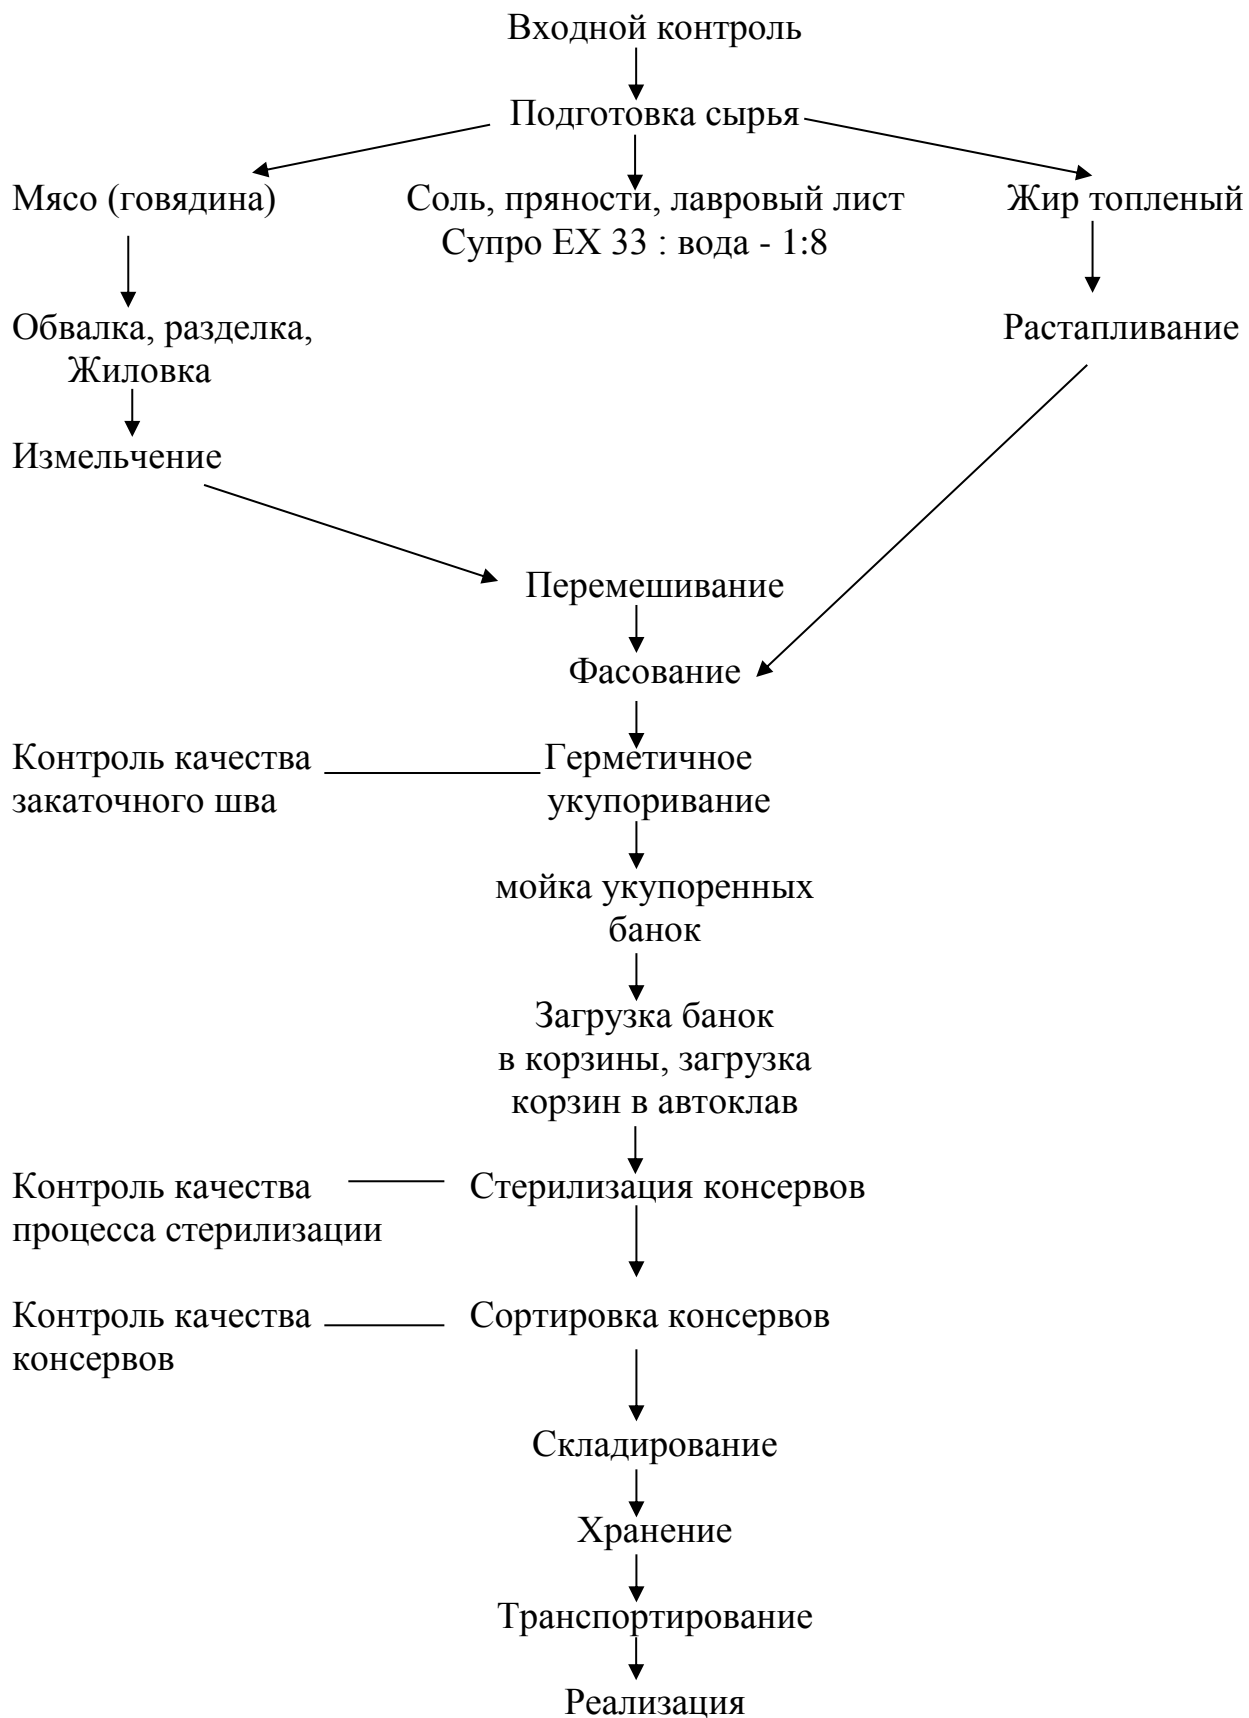 Входной контроль
Подготовка сырья
Мясо (говядина)
Соль, пряности, лавровый лист
Жир топленый
Супро EX 33 : вода - 1:8
Обвалка, разделка,
Растапливание
Жиловка
Измельчение
Перемешивание
Фасование
Контроль качества
Герметичное
закаточного шва
укупоривание
мойка укупоренных
банок
Загрузка банок
в корзины, загрузка
корзин в автоклав
Контроль качества
Стерилизация консервов
процесса стерилизации
Контроль качества
Сортировка консервов
консервов
Складирование
Хранение
Транспортирование
Реализация